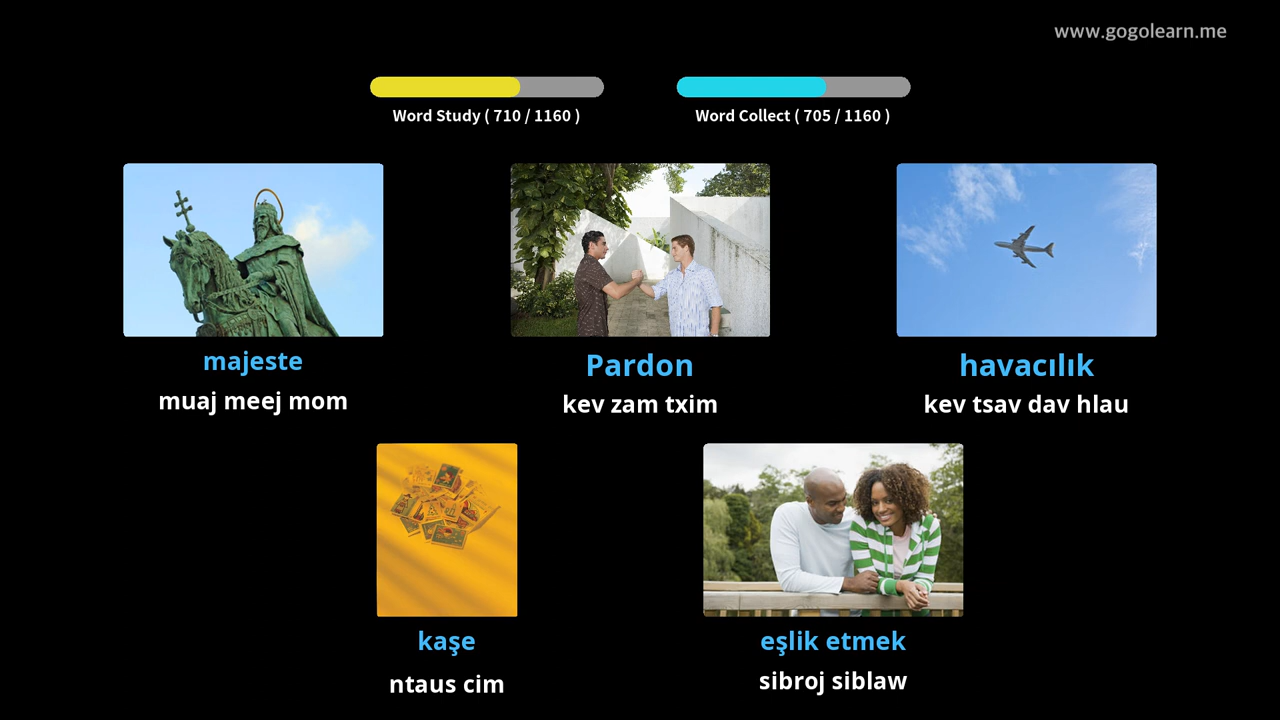 www.gogolearn.me
Word Study ( 710 / 1160 )
Word Collect ( 705 / 1160 )
majeste
muaj meej mom
Pardon
kev zam txim
havacılık
kev tsav dav hlau
kaşe
ntaus cim
eşlik etmek
sibroj siblaw